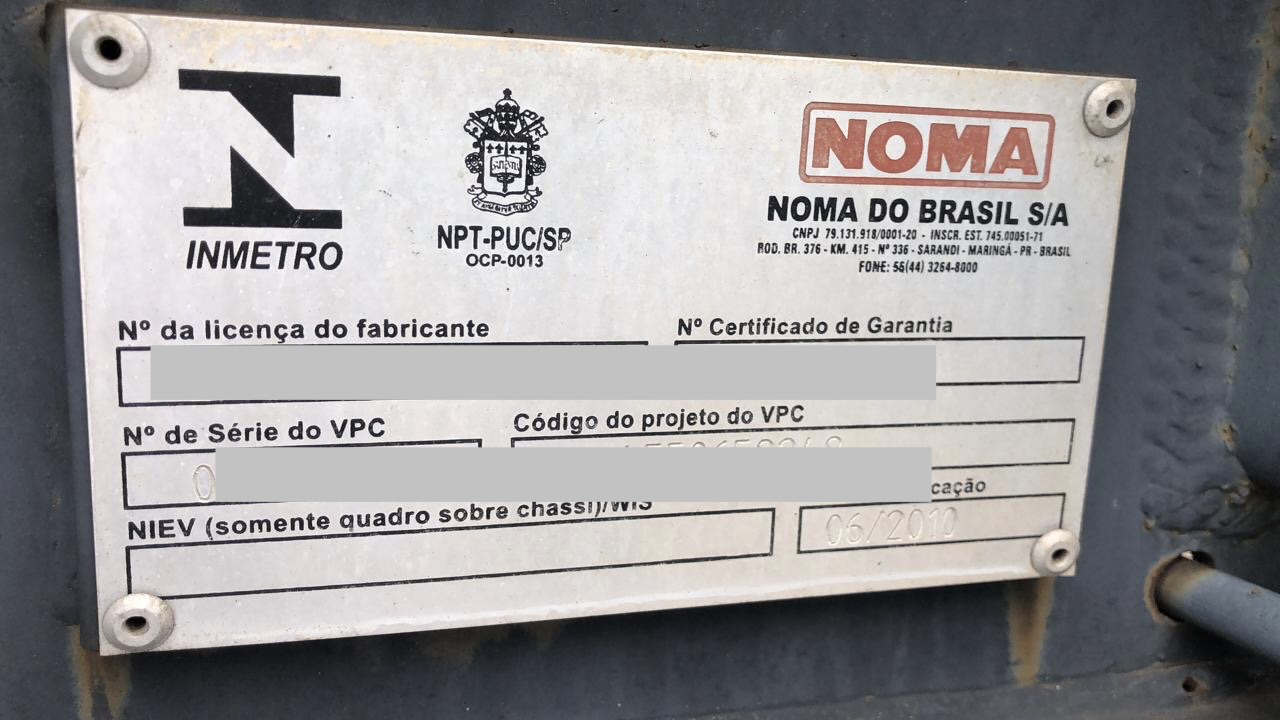 INMETRO
NPT-PUC/SP
OCP-0013
NOMA
NOMA DO BRASIL S/A
CNPJ 79.131.918/0001-20 - INSCR. EST. 745.00051-71
ROD. BR. 376 - KM. 415 - Nº 336 - SARANDI - MARINGÁ - PR - BRASIL
FONE: 55(44) 3264-8000
Nº da licença do fabricante
Nº Certificado de Garantia
Nº de Série do VPC
Código do projeto do VPC
0
NIEV (somente quadro sobre chassi)/WIS
cação
06/2010